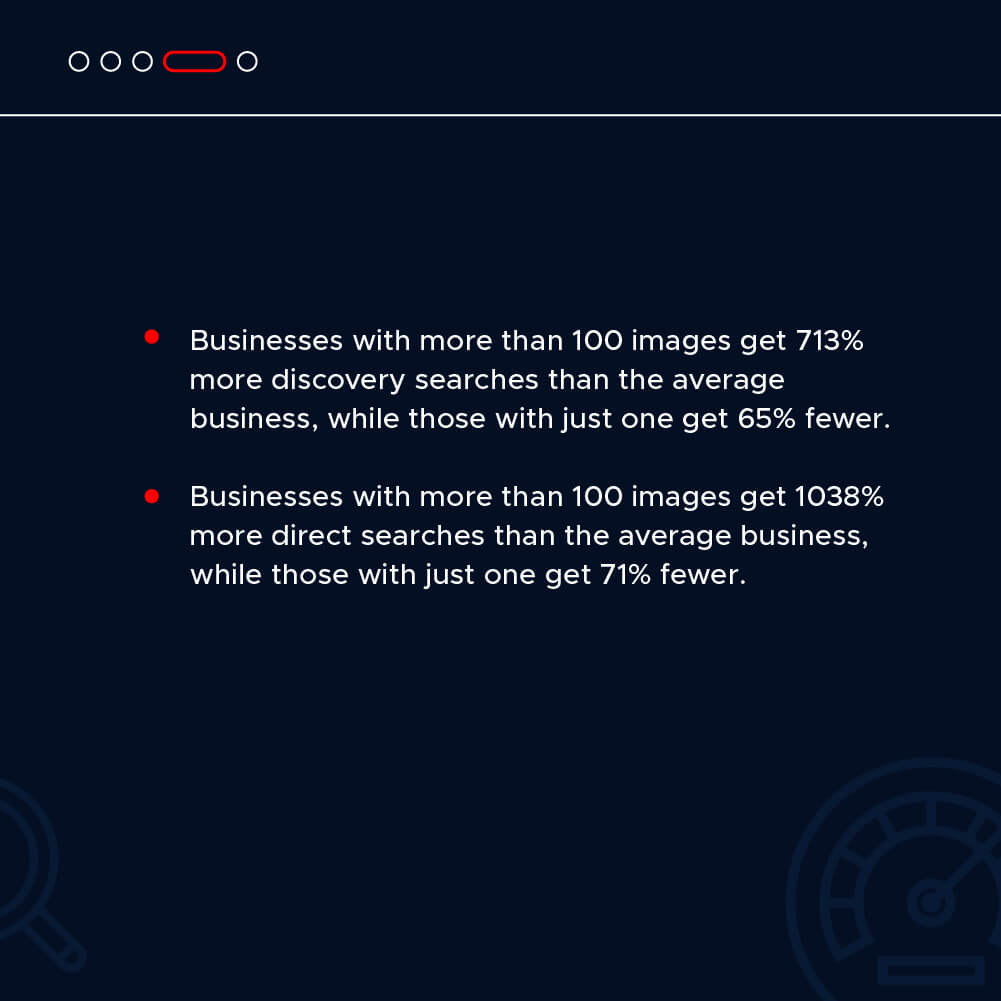 Businesses with more than 100 images get 713%
more discovery searches than the average
business, while those with just one get 65% fewer.
Businesses with more than 100 images get 1038%
more direct searches than the average business,
while those with just one get 71% fewer.